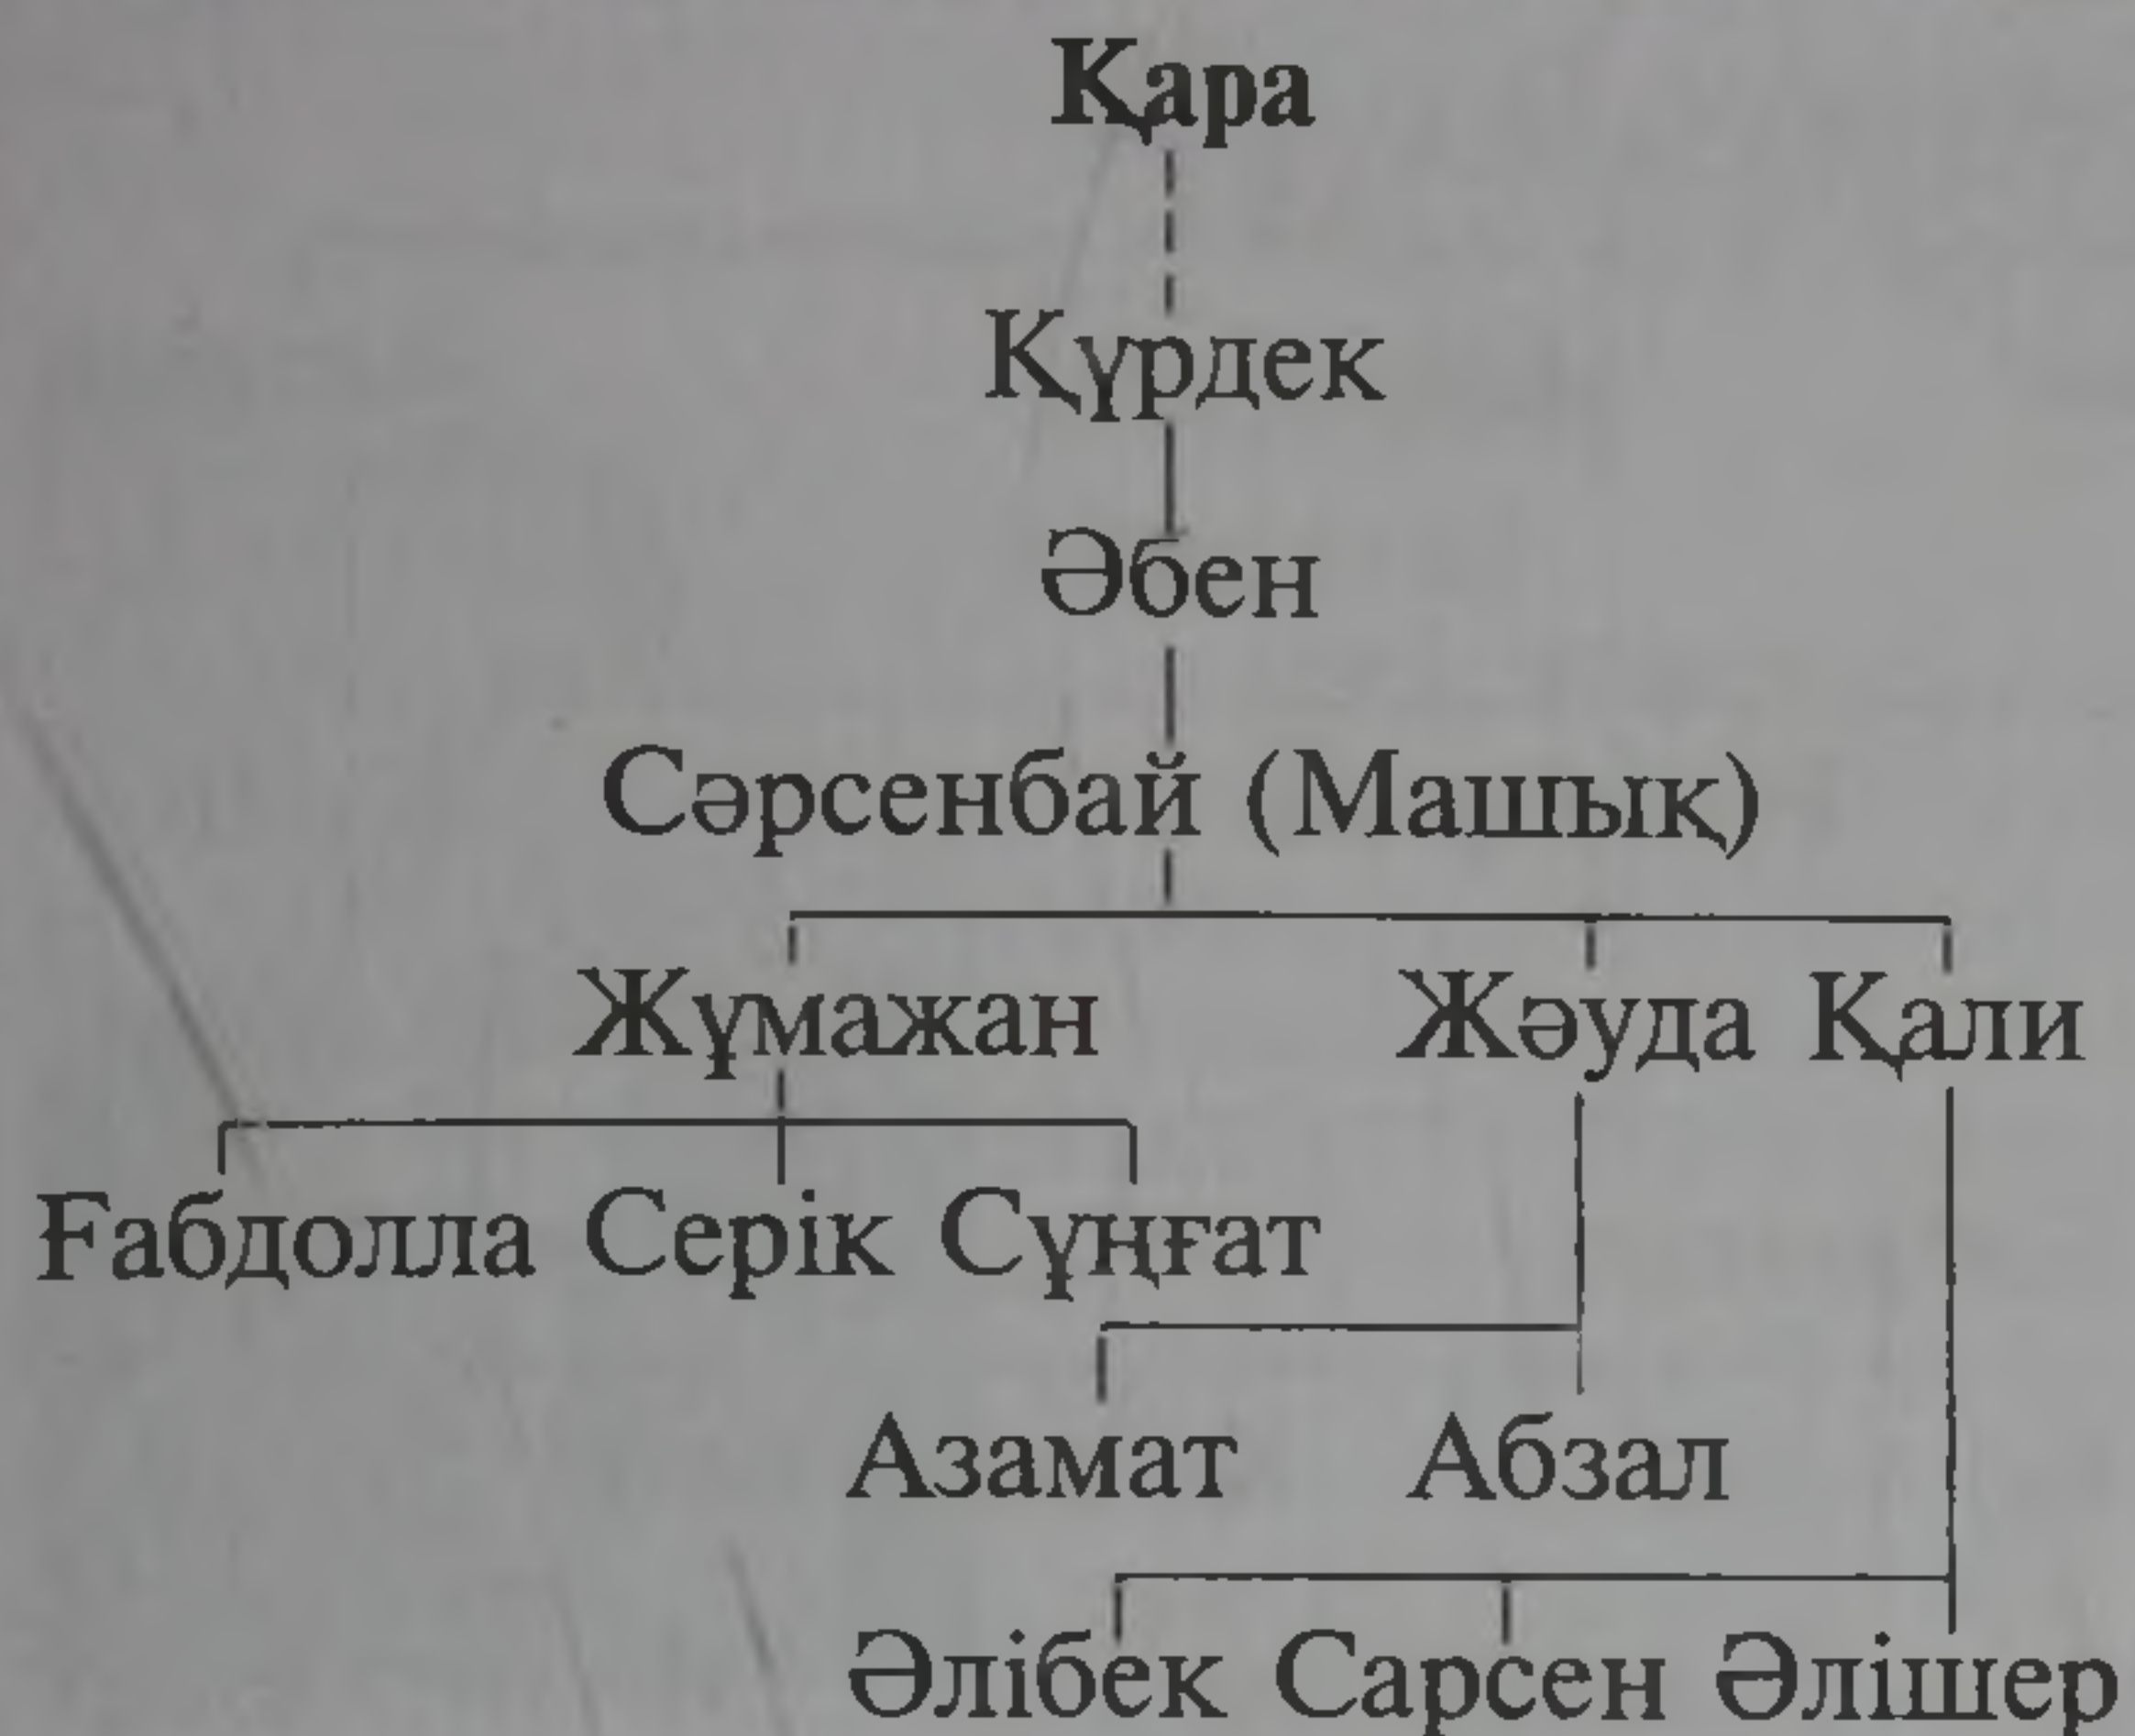 Қара
Құрдек
Әбен
Сәрсенбай (Машық)
Жұмажан Жәуда Қали
Ғабдолла Серік Сұңғат
Азамат Абзал
Әлібек Сарсен Әлішер